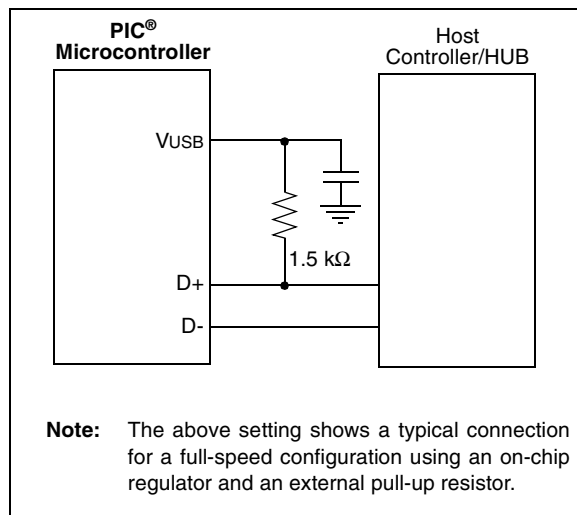 PIC®
Microcontroller
Host
Controller/HUB
VUSB
1.5 kΩ
D+
D-
Note: The above setting shows a typical connection
for a full-speed configuration using an on-chip
regulator and an external pull-up resistor.